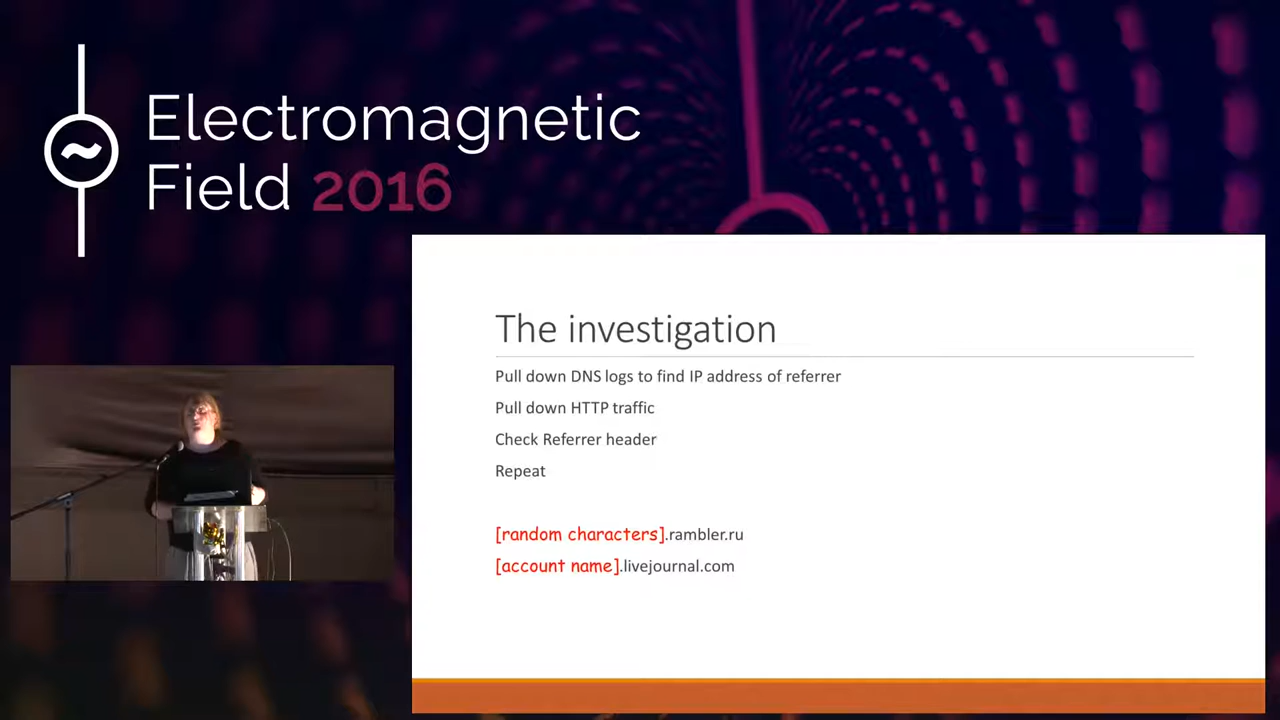 Electromagnetic
Field 2016
The investigation
Pull down DNS logs to find IP address of referrer
Pull down HTTP traffic
Check Referrer header
Repeat
[random characters].rambler.ru
[account name].livejournal.com